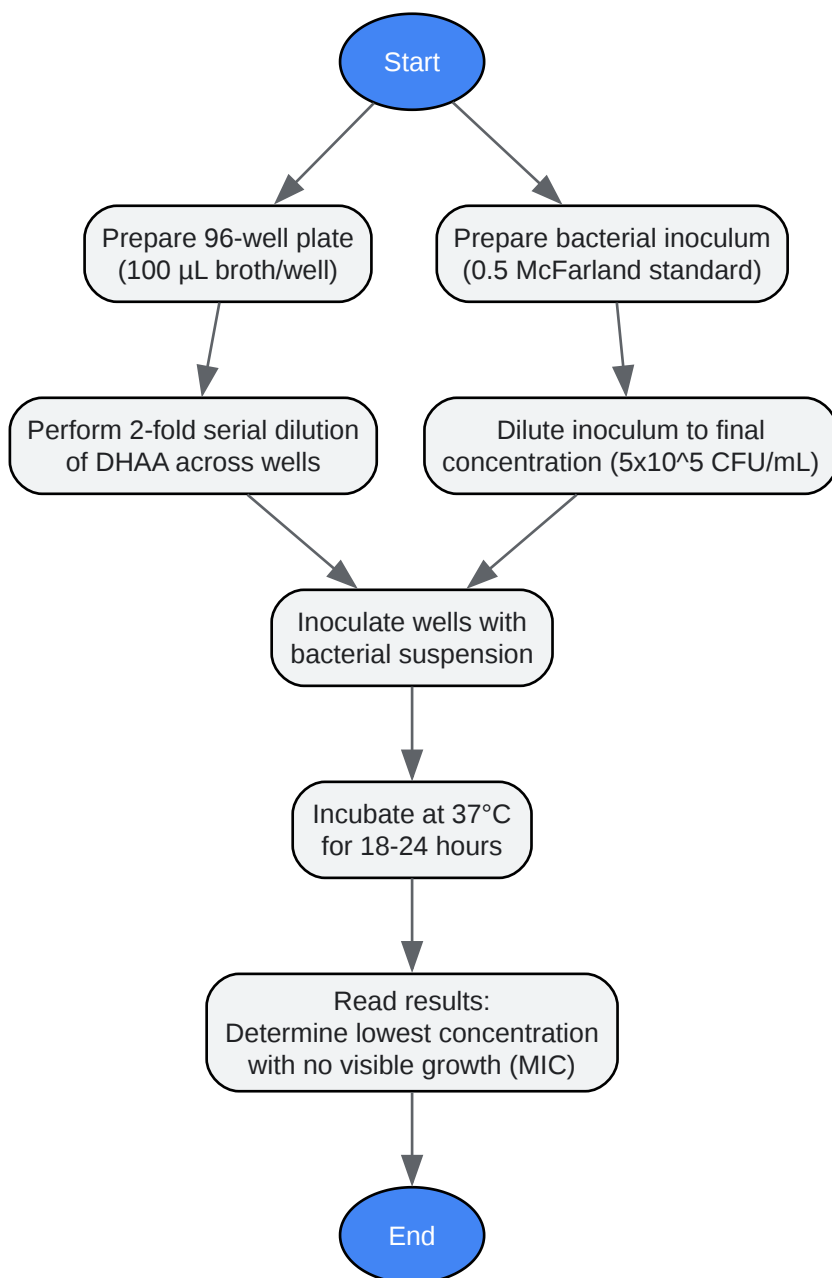 Start
Prepare 96-well plate
(100 µL broth/well)
Prepare bacterial inoculum
(0.5 McFarland standard)
Perform 2-fold serial dilution
of DHAA across wells
Dilute inoculum to final
concentration (5x10^5 CFU/mL)
Inoculate wells with
bacterial suspension
Incubate at 37°C
for 18-24 hours
Read results:
Determine lowest concentration
with no visible growth (MIC)
End